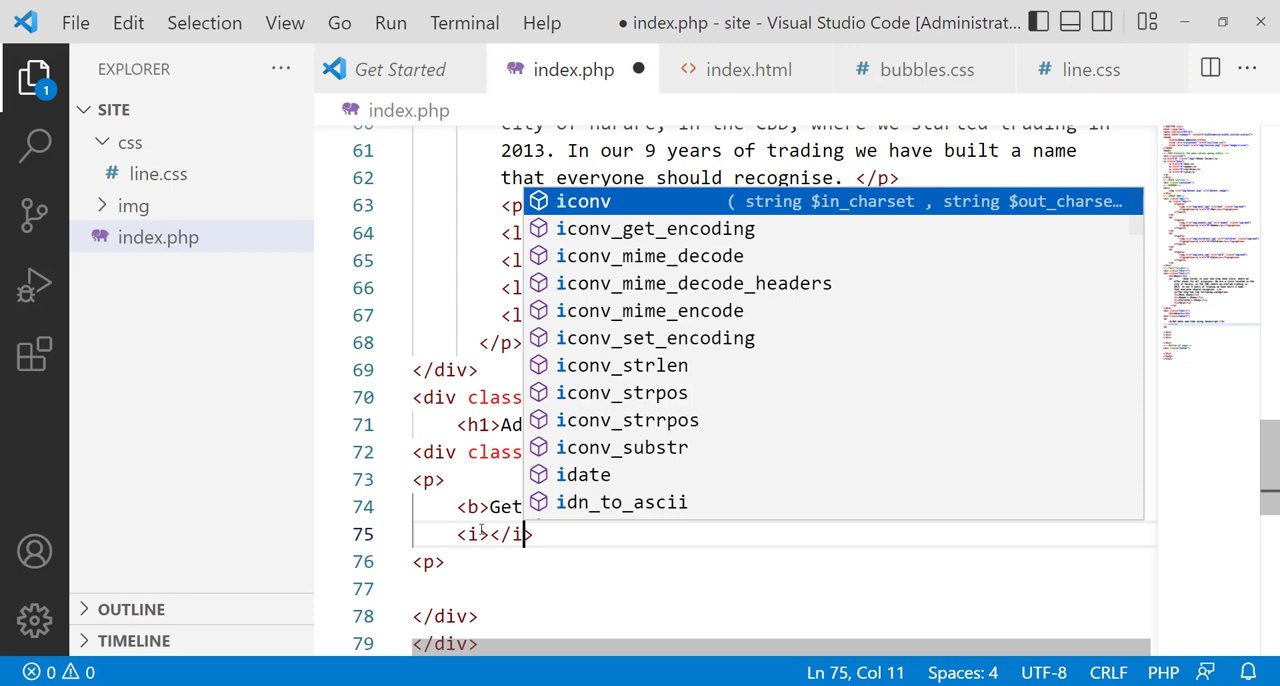 File Edit Selection View Go Run Terminal Help ● index.php - site - Visual Studio Code [Administrat...
EXPLORER ... Get Started index.php ● index.html bubbles.css line.css ...
1
SITE
index.php
css
line.css
img
index.php
OUTLINE
TIMELINE
61 2013. In our 9 years of trading we have built a name
62 that everyone should recognise. </p>
63 <p
64 <l
65 <l
66 <l
67 <l
68 </p>
69 </div>
70 <div class
71 <h1>Ad
72 <div class
73 <p>
74 <b>Get
75 <i></i>
76 <p>
77
78 </div>
79 </div>
iconv ( string $in_charset , string $out_charse…
iconv_get_encoding
iconv_mime_decode
iconv_mime_decode_headers
iconv_mime_encode
iconv_set_encoding
iconv_strlen
iconv_strpos
iconv_strrpos
iconv_substr
idate
idn_to_ascii
0 0 Ln 75, Col 11 Spaces: 4 UTF-8 CRLF PHP